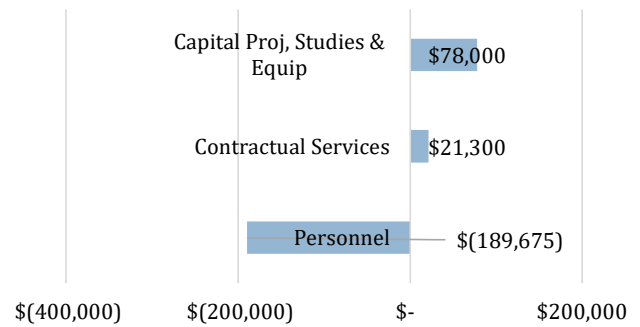 Capital Proj, Studies &
Equip
$78,000
Contractual Services
$21,300
Personnel
$(189,675)
$(400,000)
$(200,000)
$-
$200,000